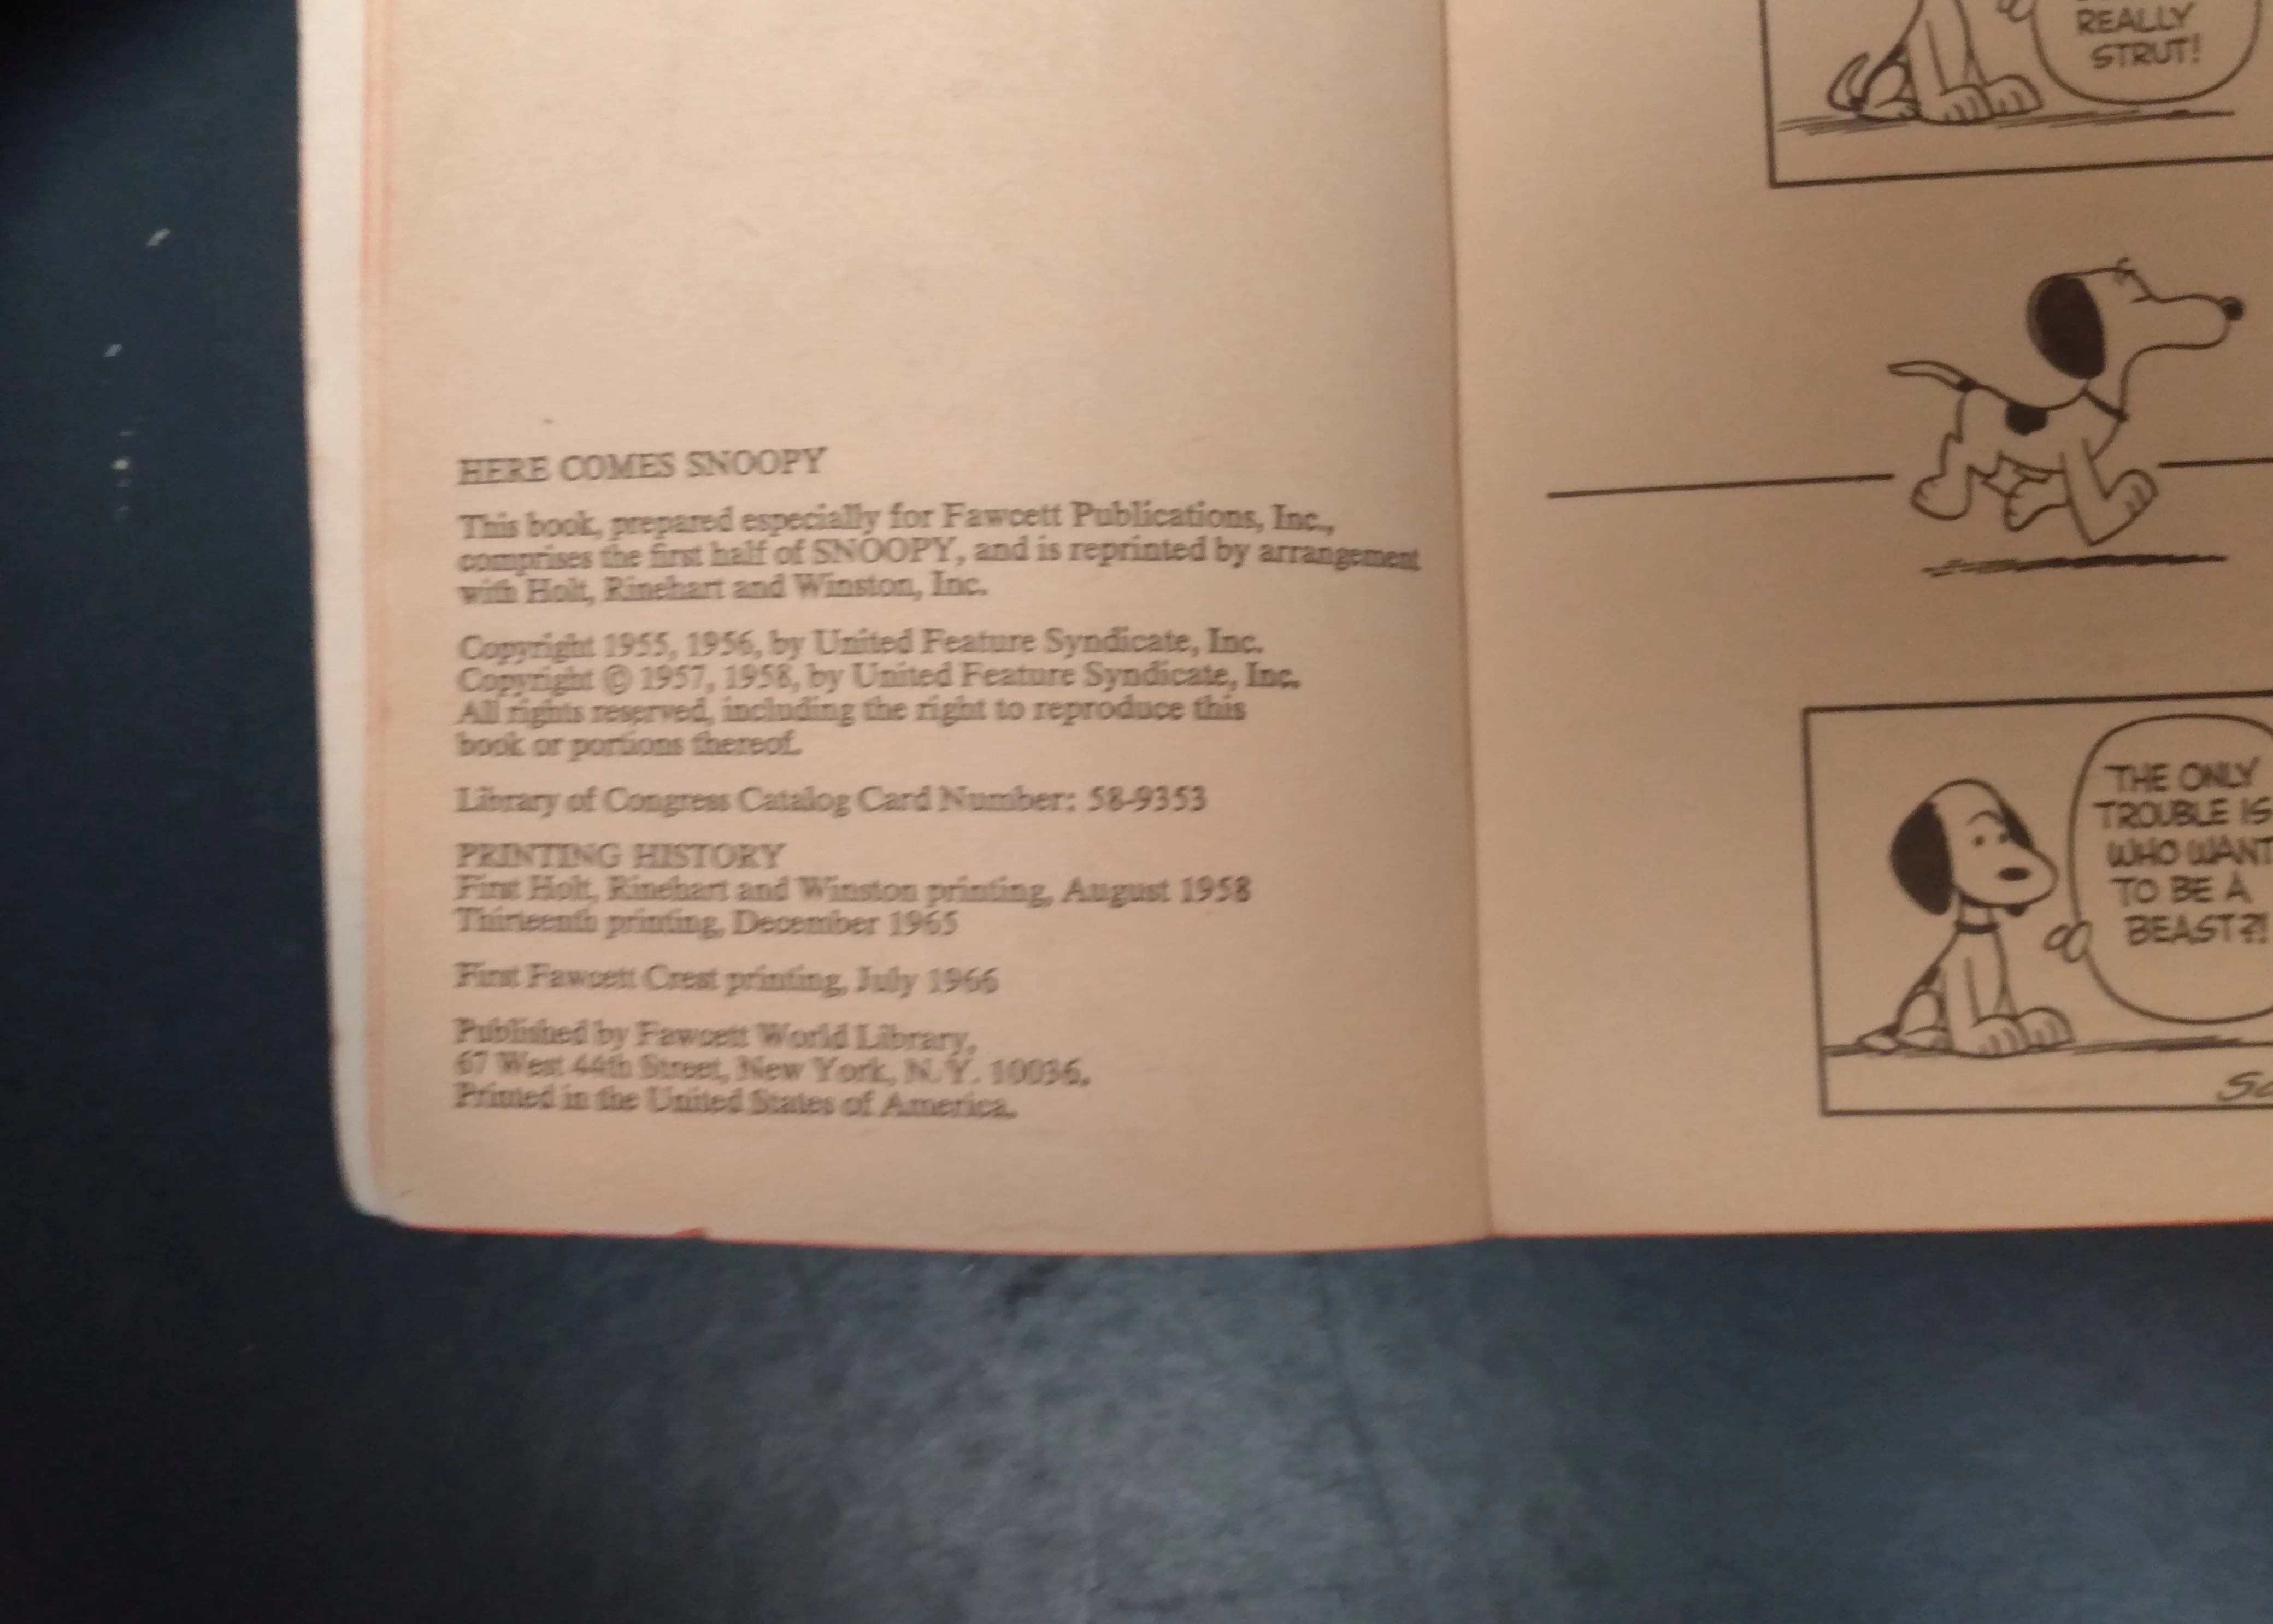 HERE COMES SNOOPY
This book, prepared especially for Fawcett Publications, Inc.,
comprises the first half of SNOOPY, and is reprinted by arrangement
with Holt, Rinehart and Winston, Inc.
Copyright 1955, 1956, by United Feature Syndicate, Inc.
Copyright © 1957, 1958, by United Feature Syndicate, Inc.
All rights reserved, including the right to reproduce this
book or portions thereof.
Library of Congress Catalog Card Number: 58-9353
PRINTING HISTORY
First Holt, Rinehart and Winston printing, August 1958
Thirteenth printing, December 1965
First Fawcett Crest printing, July 1966
Published by Fawcett World Library,
67 West 44th Street, New York, N.Y. 10036.
Printed in the United States of America.
REALLY
STRUT!
THE ONLY
TROUBLE IS
WHO WANT
TO BE A
BEAST?!